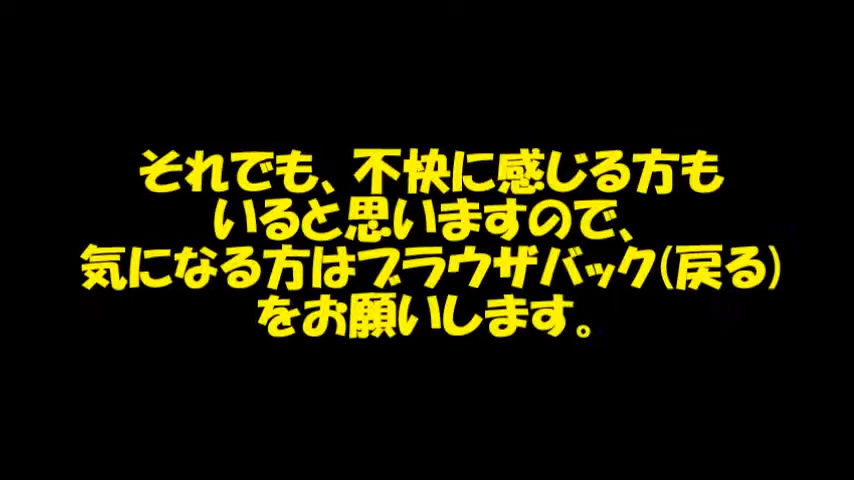 それでも、不快に感じる方も
いると思いますので、
気になる方はブラウザバック(戻る)
をお願いします。